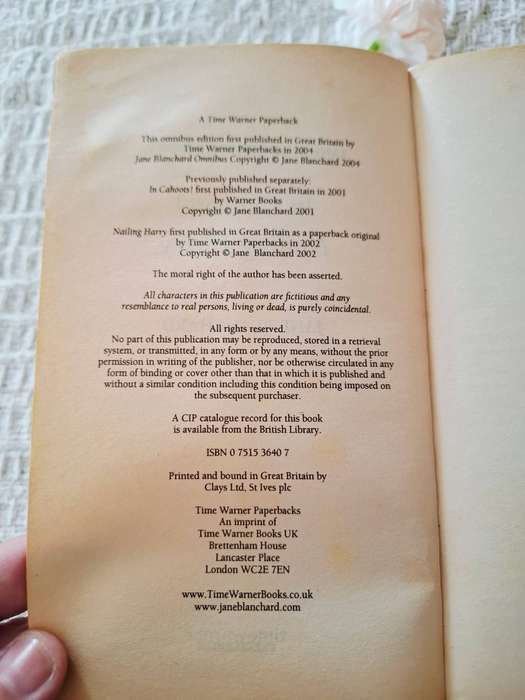 A Time Warner Paperback
This omnibus edition first published in Great Britain by
Time Warner Paperbacks in 2004
Jane Blanchard Omnibus Copyright © Jane Blanchard 2004
Previously published separately:
In Cahoots! first published in Great Britain in 2001
by Warner Books
Copyright © Jane Blanchard 2001
Nailing Harry first published in Great Britain as a paperback original
by Time Warner Paperbacks in 2002
Copyright © Jane Blanchard 2002
The moral right of the author has been asserted.
All characters in this publication are fictitious and any
resemblance to real persons, living or dead, is purely coincidental.
All rights reserved.
No part of this publication may be reproduced, stored in a retrieval
system, or transmitted, in any form or by any means, without the prior
permission in writing of the publisher, nor be otherwise circulated in any
form of binding or cover other than that in which it is published and
without a similar condition including this condition being imposed on
the subsequent purchaser.
A CIP catalogue record for this book
is available from the British Library.
ISBN 0 7515 3640 7
Printed and bound in Great Britain by
Clays Ltd, St Ives plc
Time Warner Paperbacks
An imprint of
Time Warner Books UK
Brettenham House
Lancaster Place
London WC2E 7EN
www.TimeWarnerBooks.co.uk
www.janeblanchard.com